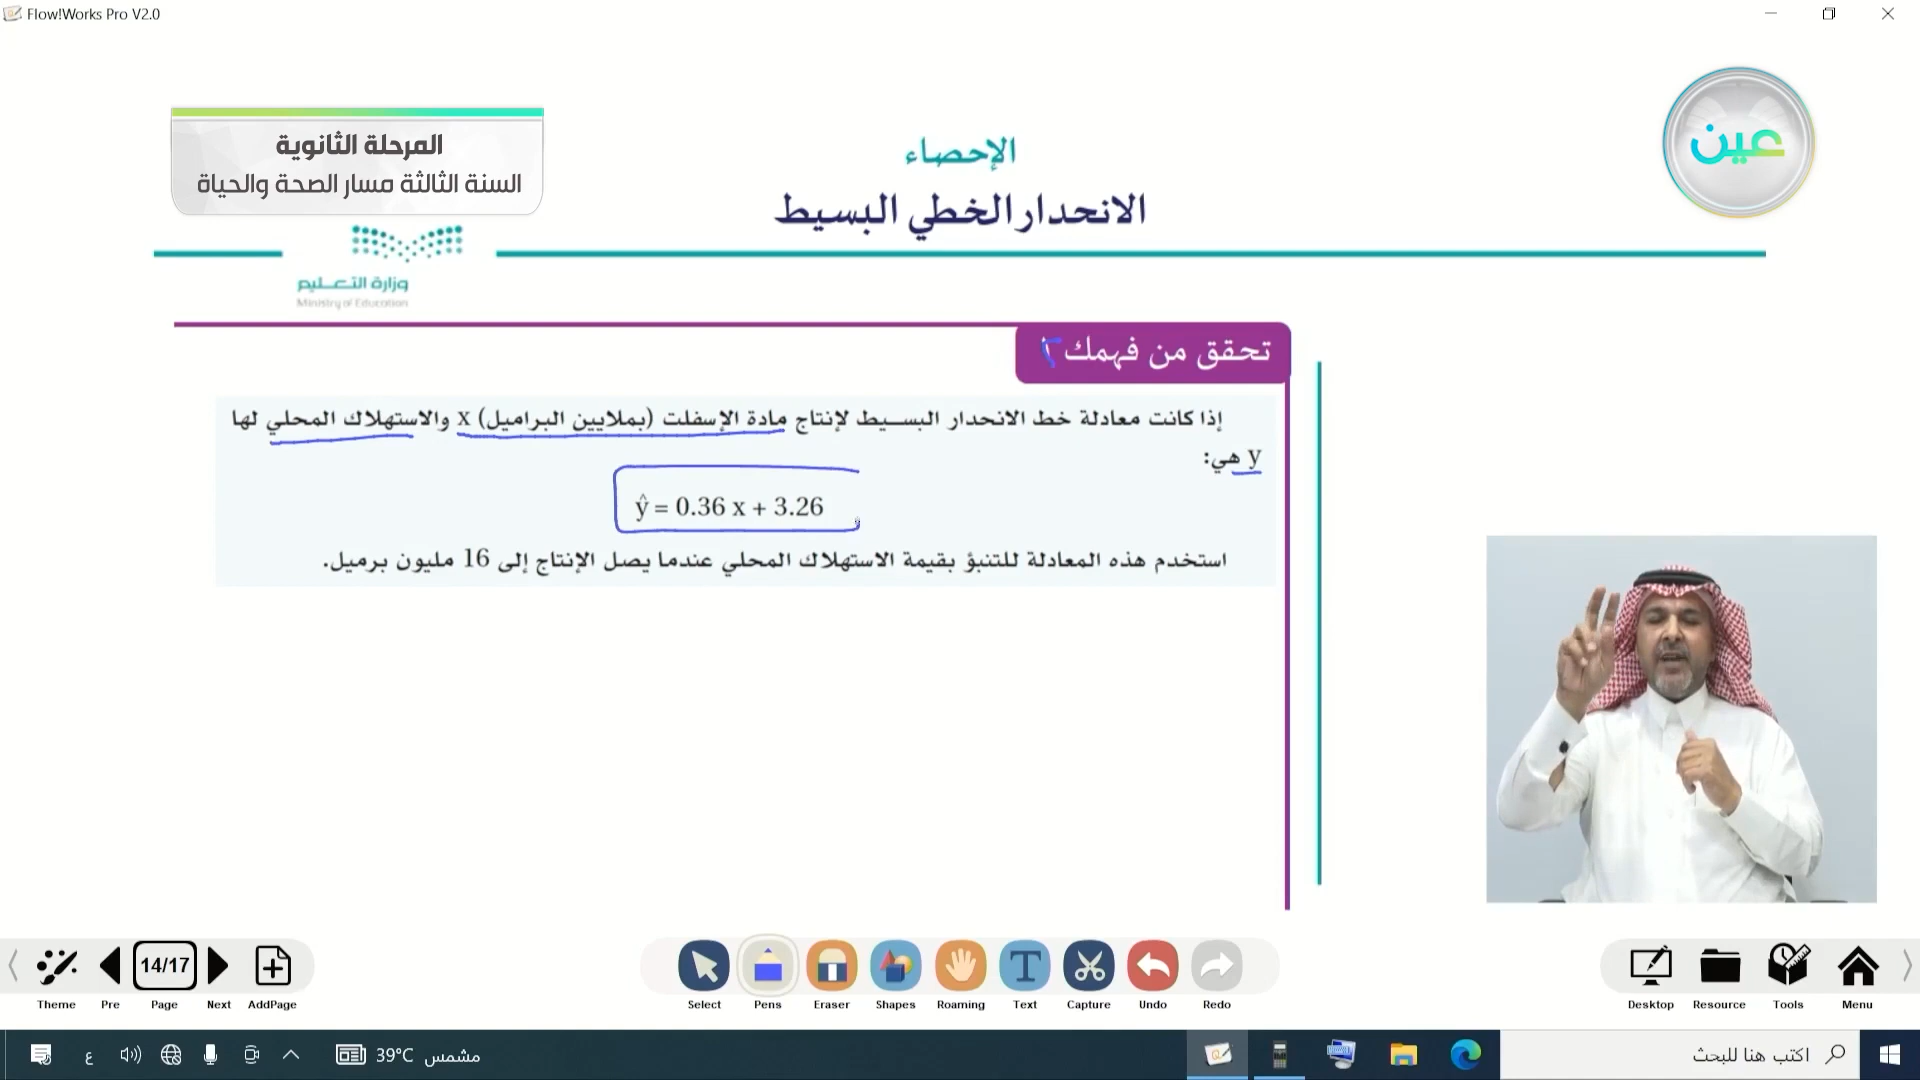 Flow!Works Pro V2.0
المرحلة الثانوية
السنة الثالثة مسار الصحة والحياة
الإحصاء
الانحدار الخطي البسيط
عين
وزارة التعليم
Ministry of Education
تحقق من فهمك ٢
إذا كانت معادلة خط الانحدار البسيط لإنتاج مادة الإسفلت (بملايين البراميل) x والاستهلاك المحلي لها
y هي:
ŷ = 0.36 x + 3.26
استخدم هذه المعادلة للتنبؤ بقيمة الاستهلاك المحلي عندما يصل الإنتاج إلى 16 مليون برميل.
14/17
Theme Pre Page Next AddPage
T
Select Pens Eraser Shapes Roaming Text Capture Undo Redo
Desktop Resource Tools Menu
ع
39°C مشمس
اكتب هنا للبحث